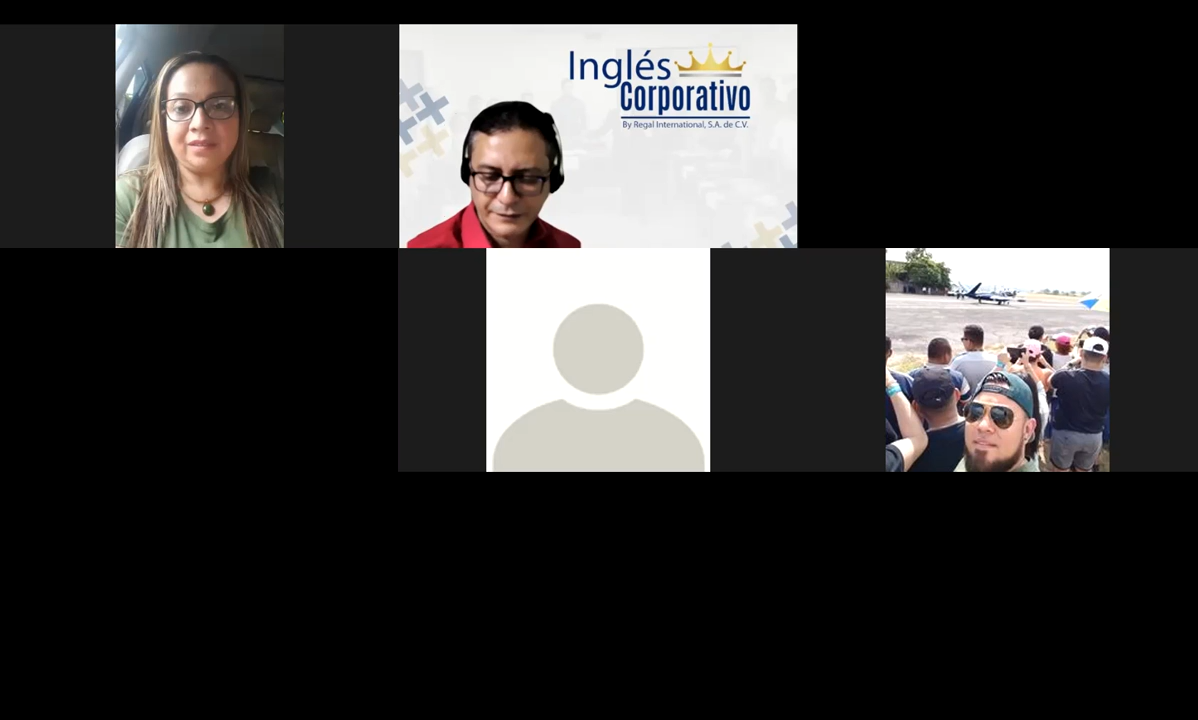 Inglés
Corporativo
By Regal International, S.A. de C.V.